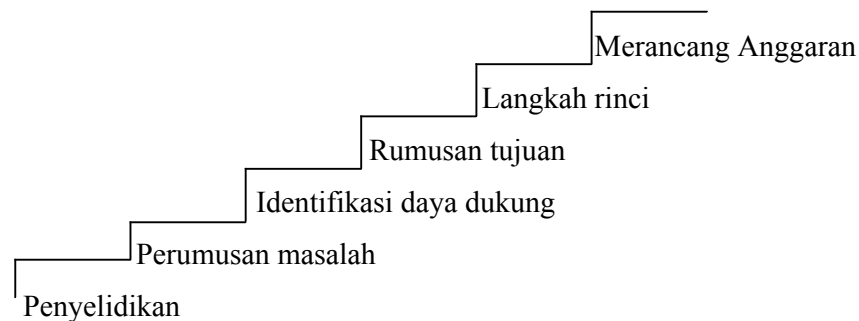 Merancang Anggaran
Langkah rinci
Rumusan tujuan
Identifikasi daya dukung
Perumusan masalah
Penyelidikan